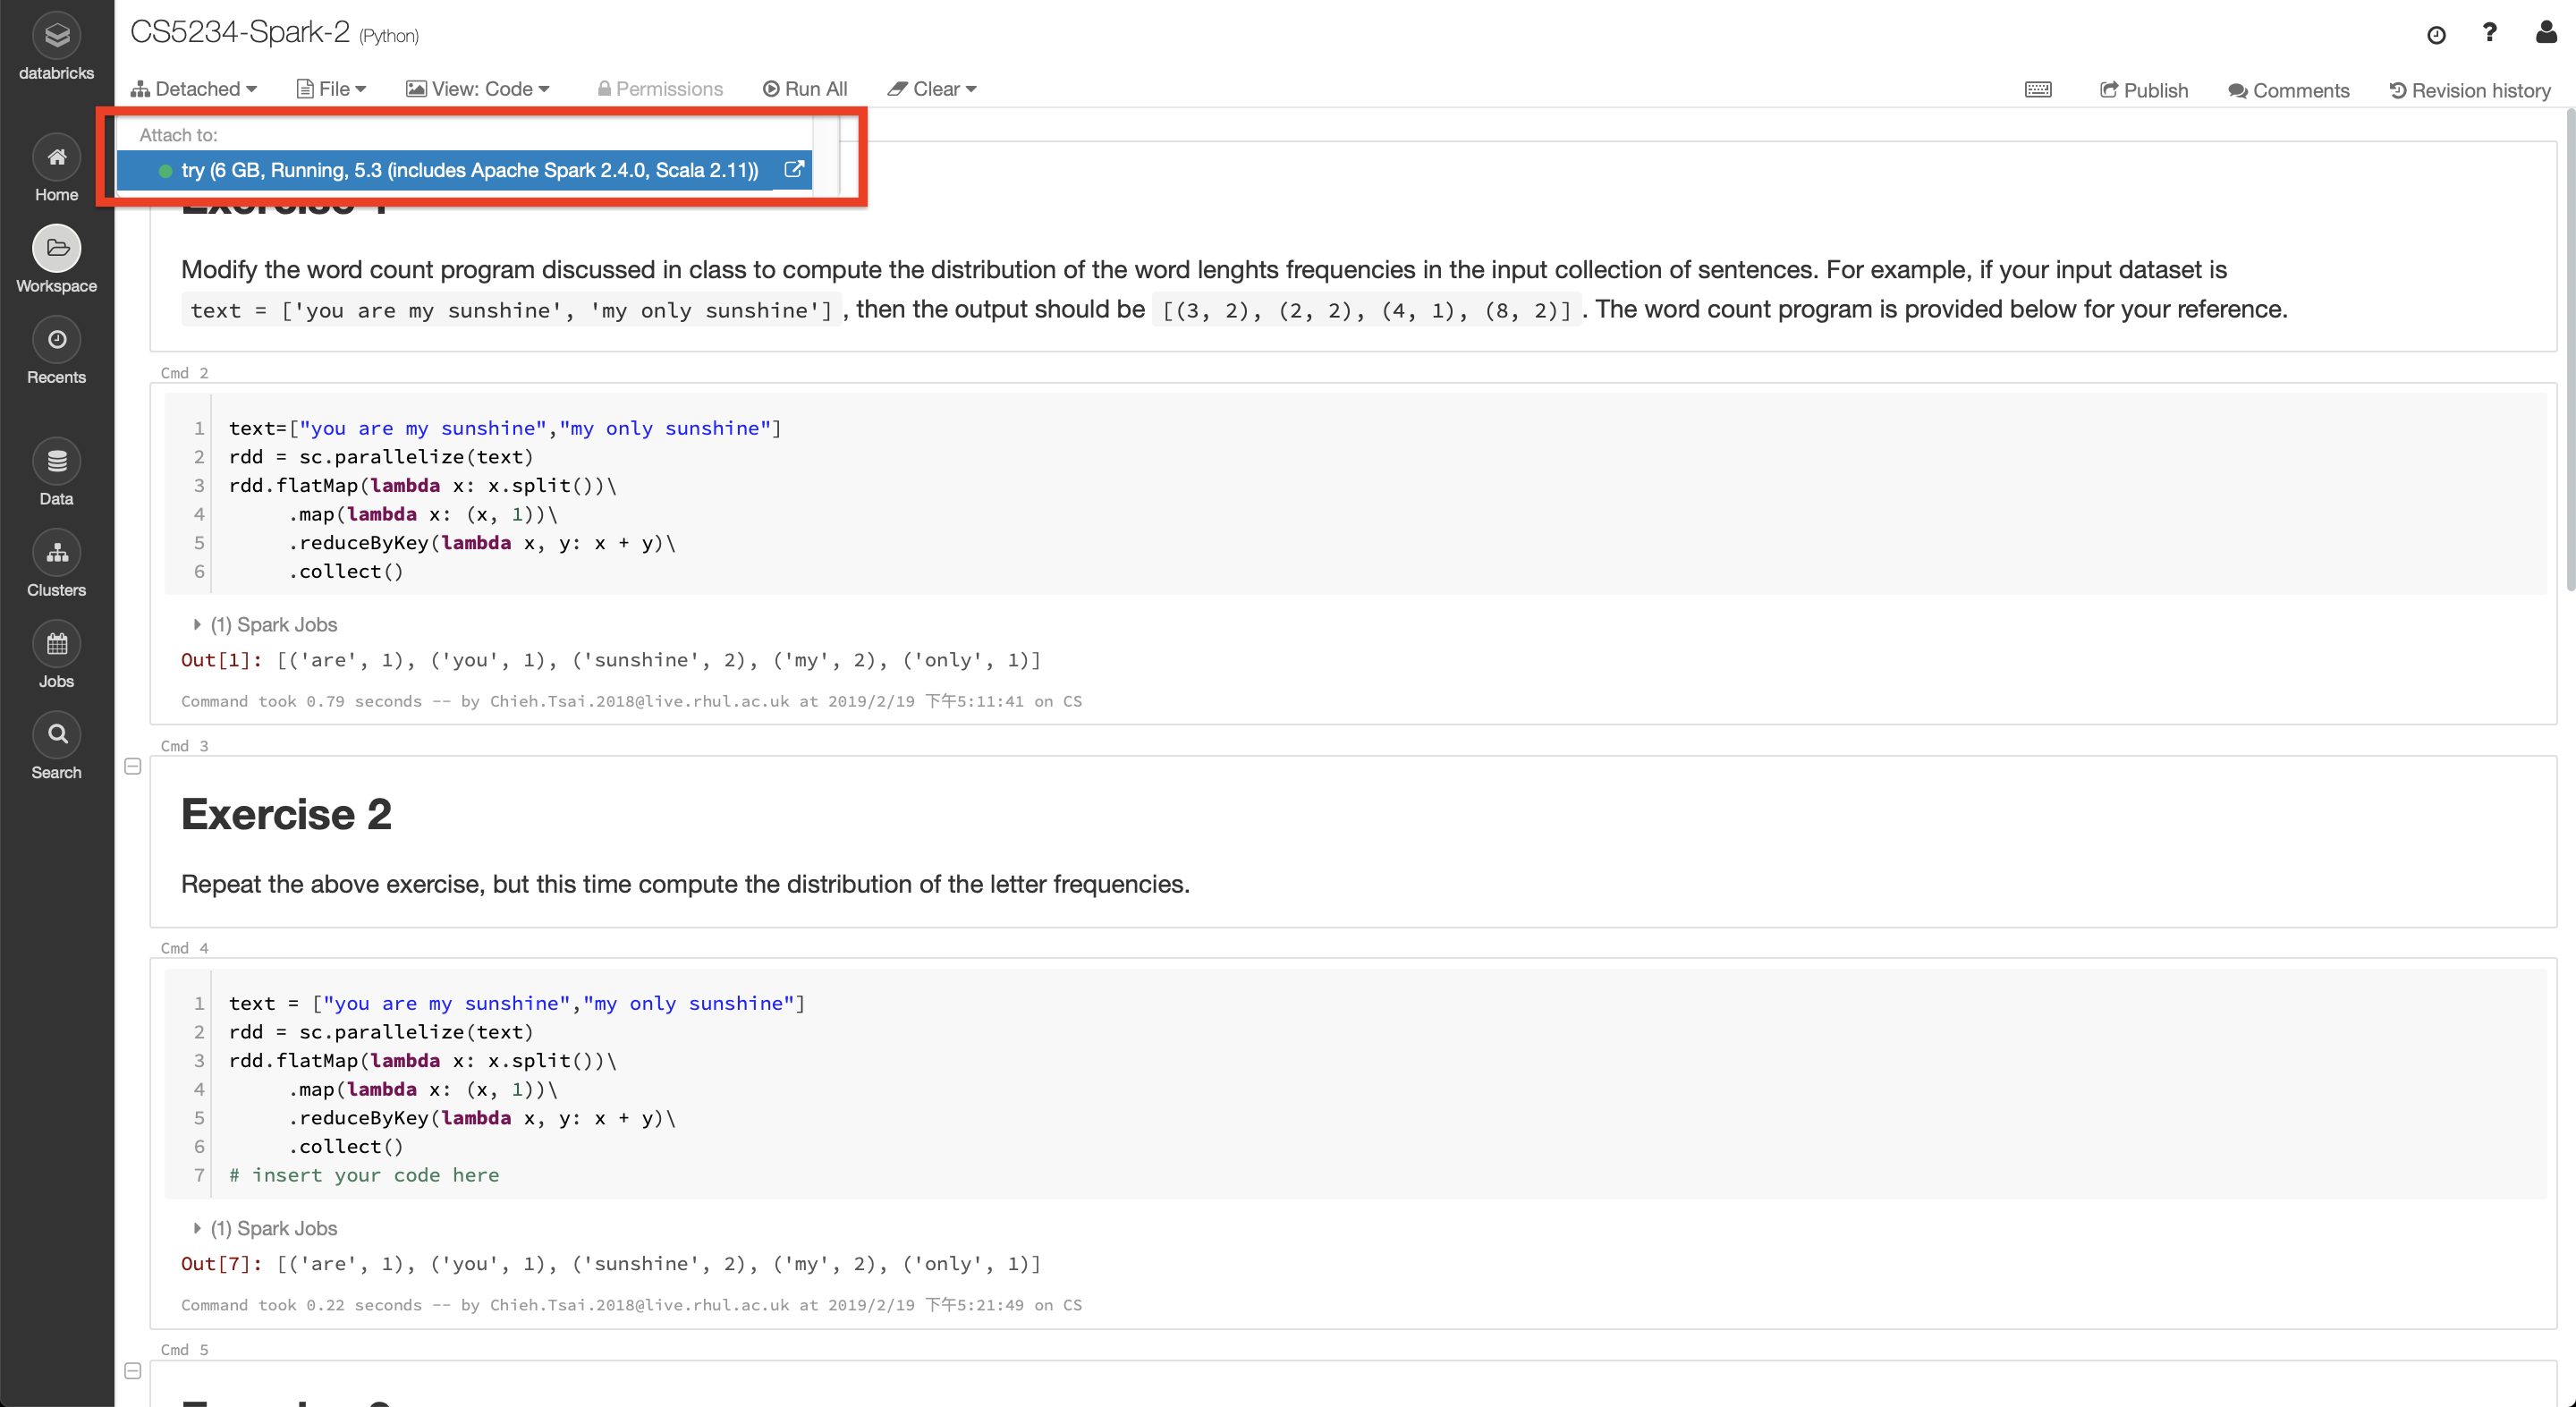 CS5234-Spark-2 (Python)
databricks
Detached
File
View: Code
Permissions
Run All
Clear
Publish
Comments
Revision history
Attach to:
try (6 GB, Running, 5.3 (includes Apache Spark 2.4.0, Scala 2.11))
Home
Workspace
Recents
Data
Clusters
Jobs
Search
Exercise 1
Modify the word count program discussed in class to compute the distribution of the word lenghts frequencies in the input collection of sentences. For example, if your input dataset is
text = ['you are my sunshine', 'my only sunshine'] , then the output should be [(3, 2), (2, 2), (4, 1), (8, 2)] . The word count program is provided below for your reference.
Cmd 2
1 text=["you are my sunshine","my only sunshine"]
2 rdd = sc.parallelize(text)
3 rdd.flatMap(lambda x: x.split())\
4 .map(lambda x: (x, 1))\
5 .reduceByKey(lambda x, y: x + y)\
6 .collect()
(1) Spark Jobs
Out[1]: [('are', 1), ('you', 1), ('sunshine', 2), ('my', 2), ('only', 1)]
Command took 0.79 seconds -- by Chieh.Tsai.2018@live.rhul.ac.uk at 2019/2/19 下午5:11:41 on CS
Cmd 3
Exercise 2
Repeat the above exercise, but this time compute the distribution of the letter frequencies.
Cmd 4
1 text = ["you are my sunshine","my only sunshine"]
2 rdd = sc.parallelize(text)
3 rdd.flatMap(lambda x: x.split())\
4 .map(lambda x: (x, 1))\
5 .reduceByKey(lambda x, y: x + y)\
6 .collect()
7 # insert your code here
(1) Spark Jobs
Out[7]: [('are', 1), ('you', 1), ('sunshine', 2), ('my', 2), ('only', 1)]
Command took 0.22 seconds -- by Chieh.Tsai.2018@live.rhul.ac.uk at 2019/2/19 下午5:21:49 on CS
Cmd 5